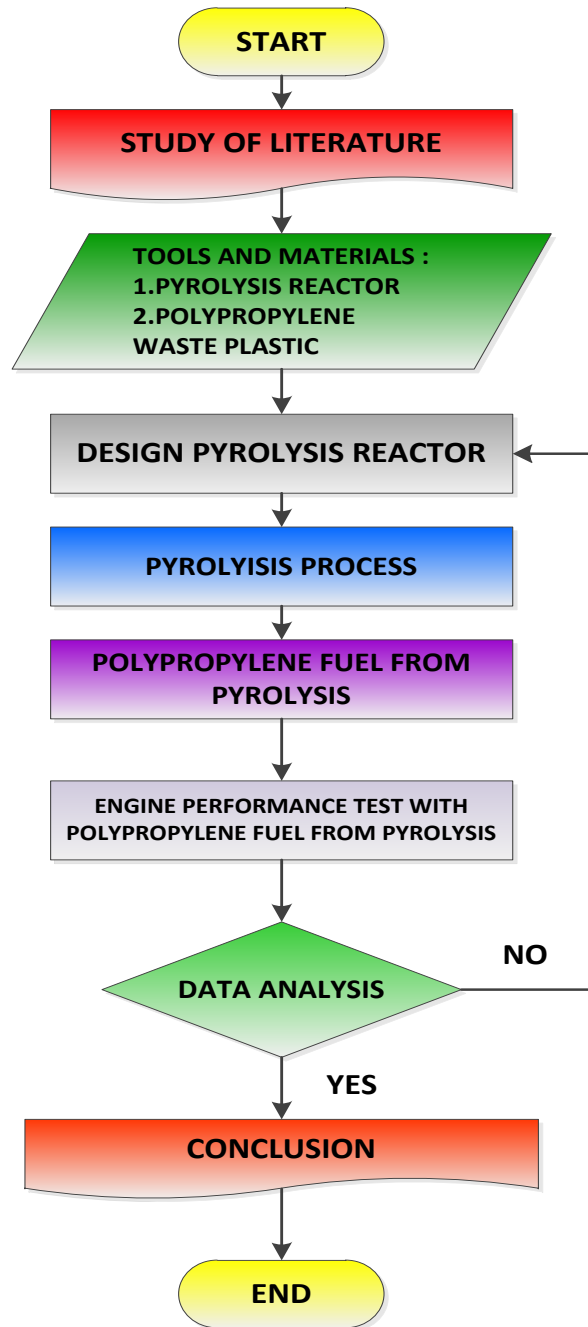 START
STUDY OF LITERATURE
TOOLS AND MATERIALS :
1.PYROLYSIS REACTOR
2.POLYPROPYLENE
WASTE PLASTIC
DESIGN PYROLYSIS REACTOR
PYROLYISIS PROCESS
POLYPROPYLENE FUEL FROM
PYROLYSIS
ENGINE PERFORMANCE TEST WITH
POLYPROPYLENE FUEL FROM PYROLYSIS
NO
DATA ANALYSIS
YES
CONCLUSION
END